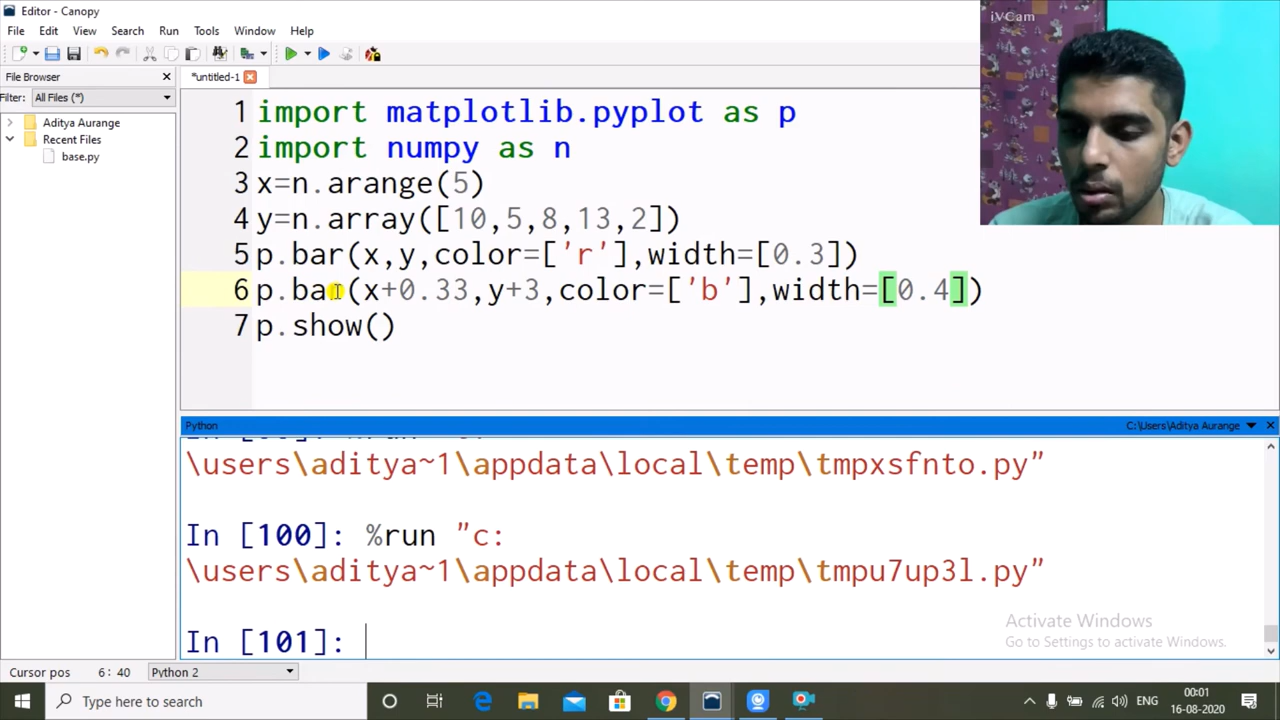 Editor - Canopy
iVCam
File Edit View Search Run Tools Window Help
File Browser
*untitled-1
Filter: All Files (*)
Aditya Aurange
Recent Files
base.py
1 import matplotlib.pyplot as p
2 import numpy as n
3 x=n.arange(5)
4 y=n.array([10,5,8,13,2])
5 p.bar(x,y,color=['r'],width=[0.3])
6 p.bar(x+0.33,y+3,color=['b'],width=[0.4])
7 p.show()
Python C:\Users\Aditya Aurange
\users\aditya~1\appdata\local\temp\tmpxsfnto.py"
In [100]: %run "c:
\users\aditya~1\appdata\local\temp\tmpu7up3l.py"
In [101]:
Activate Windows
Go to Settings to activate Windows.
Cursor pos 6: 40 Python 2
Type here to search
ENG
00:01
16-08-2020